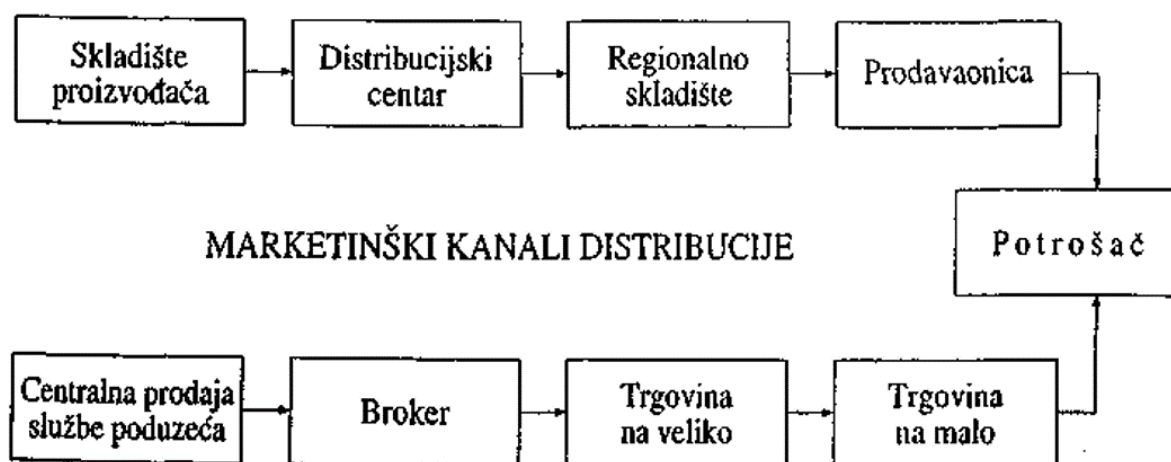 Skladište
proizvođača
Distribucijski
centar
Regionalno
skladište
Prodavaonica
MARKETINŠKI KANALI DISTRIBUCIJE
Potrošač
Centralna prodaja
službe poduzeća
Broker
Trgovina
na veliko
Trgovina
na malo